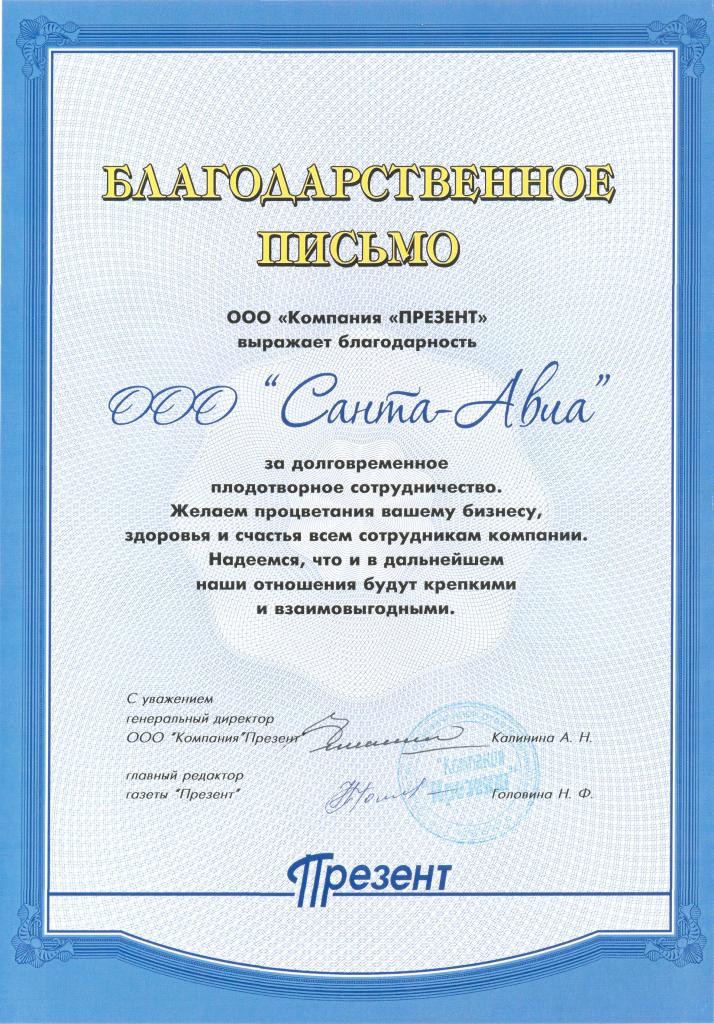 БЛАГОДАРСТВЕННОЕ
ПИСЬМО
ООО «Компания «ПРЕЗЕНТ»
выражает благодарность
ООО “Санта-Авиа”
за долговременное
плодотворное сотрудничество.
Желаем процветания вашему бизнесу,
здоровья и счастья всем сотрудникам компании.
Надеемся, что и в дальнейшем
наши отношения будут крепкими
и взаимовыгодными.
С уважением
генеральный директор
ООО "Компания"Презент Калинина А. Н.
"Компания
главный редактор
газеты "Презент" Головина Н. Ф.
Презент